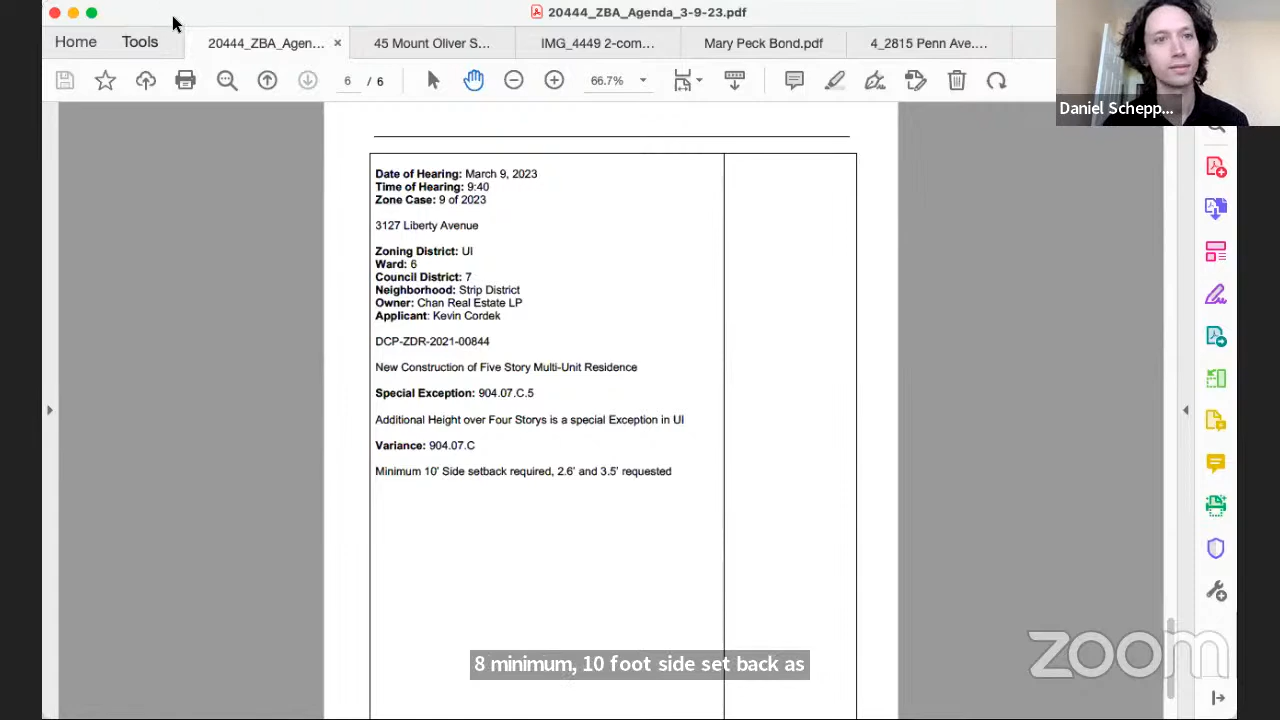 20444_ZBA_Agenda_3-9-23.pdf
Home
Tools
20444_ZBA_Agen...
×
45 Mount Oliver S...
IMG_4449 2-com...
Mary Peck Bond.pdf
4_2815 Penn Ave....
6 / 6
66.7%
Daniel Schepp...
Date of Hearing: March 9, 2023
Time of Hearing: 9:40
Zone Case: 9 of 2023
3127 Liberty Avenue
Zoning District: UI
Ward: 6
Council District: 7
Neighborhood: Strip District
Owner: Chan Real Estate LP
Applicant: Kevin Cordek
DCP-ZDR-2021-00844
New Construction of Five Story Multi-Unit Residence
Special Exception: 904.07.C.5
Additional Height over Four Storys is a special Exception in UI
Variance: 904.07.C
Minimum 10' Side setback required, 2.6' and 3.5' requested
8 minimum, 10 foot side set back as
zoom